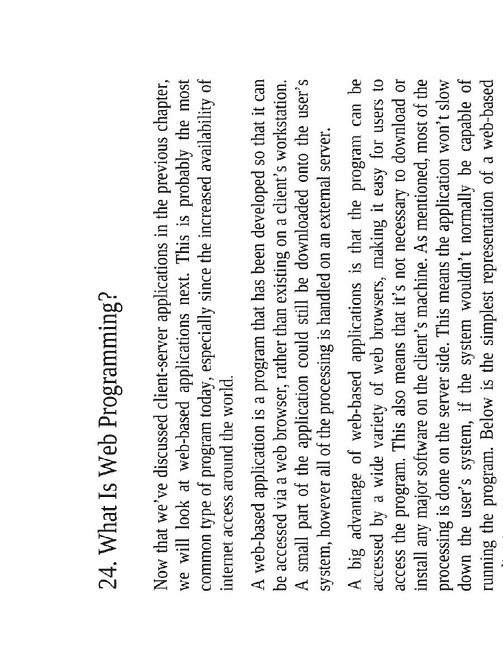 24. What Is Web Programming?
Now that we've discussed client-server applications in the previous chapter,
we will look at web-based applications next. This is probably the most
common type of program today, especially since the increased availability of
internet access around the world.
A web-based application is a program that has been developed so that it can
be accessed via a web browser, rather than existing on a client's workstation.
A small part of the application could still be downloaded onto the user's
system, however all of the processing is handled on an external server.
A big advantage of web-based applications is that the program can be
accessed by a wide variety of web browsers, making it easy for users to
access the program. This also means that it's not necessary to download or
install any major software on the client's machine. As mentioned, most of the
processing is done on the server side. This means the application won't slow
down the user's system, if the system wouldn't normally be capable of
running the program. Below is the simplest representation of a web-based